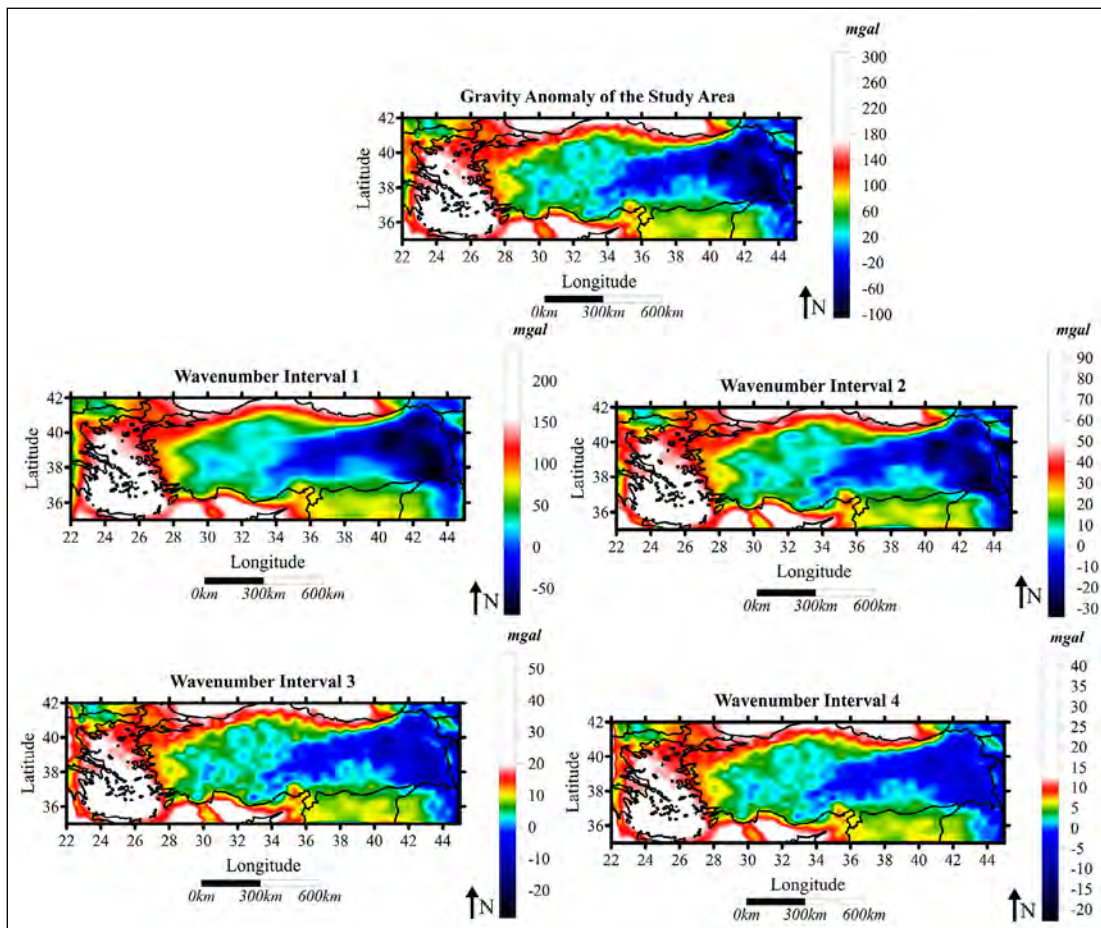 mgal
300
260
220
180
140
100
60
20
-20
-60
-100
Gravity Anomaly of the Study Area
42
40
38
36
Latitude
22 24 26 28 30 32 34 36 38 40 42 44
Longitude
0km 300km 600km
N
mgal
200
150
100
50
0
-50
Wavenumber Interval 1
42
40
38
36
Latitude
22 24 26 28 30 32 34 36 38 40 42 44
Longitude
0km 300km 600km
N
mgal
90
80
70
60
50
40
30
20
10
0
-10
-20
-30
Wavenumber Interval 2
42
40
38
36
Latitude
22 24 26 28 30 32 34 36 38 40 42 44
Longitude
0km 300km 600km
N
mgal
50
40
30
20
10
0
-10
-20
Wavenumber Interval 3
42
40
38
36
Latitude
22 24 26 28 30 32 34 36 38 40 42 44
Longitude
0km 300km 600km
N
mgal
40
35
30
25
20
15
10
5
0
-5
-10
-15
-20
Wavenumber Interval 4
42
40
38
36
Latitude
22 24 26 28 30 32 34 36 38 40 42 44
Longitude
0km 300km 600km
N